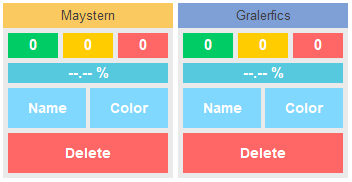 Maystern
0 0 0
--.-- %
Name Color
Delete
Gralerfics
0 0 0
--.-- %
Name Color
Delete